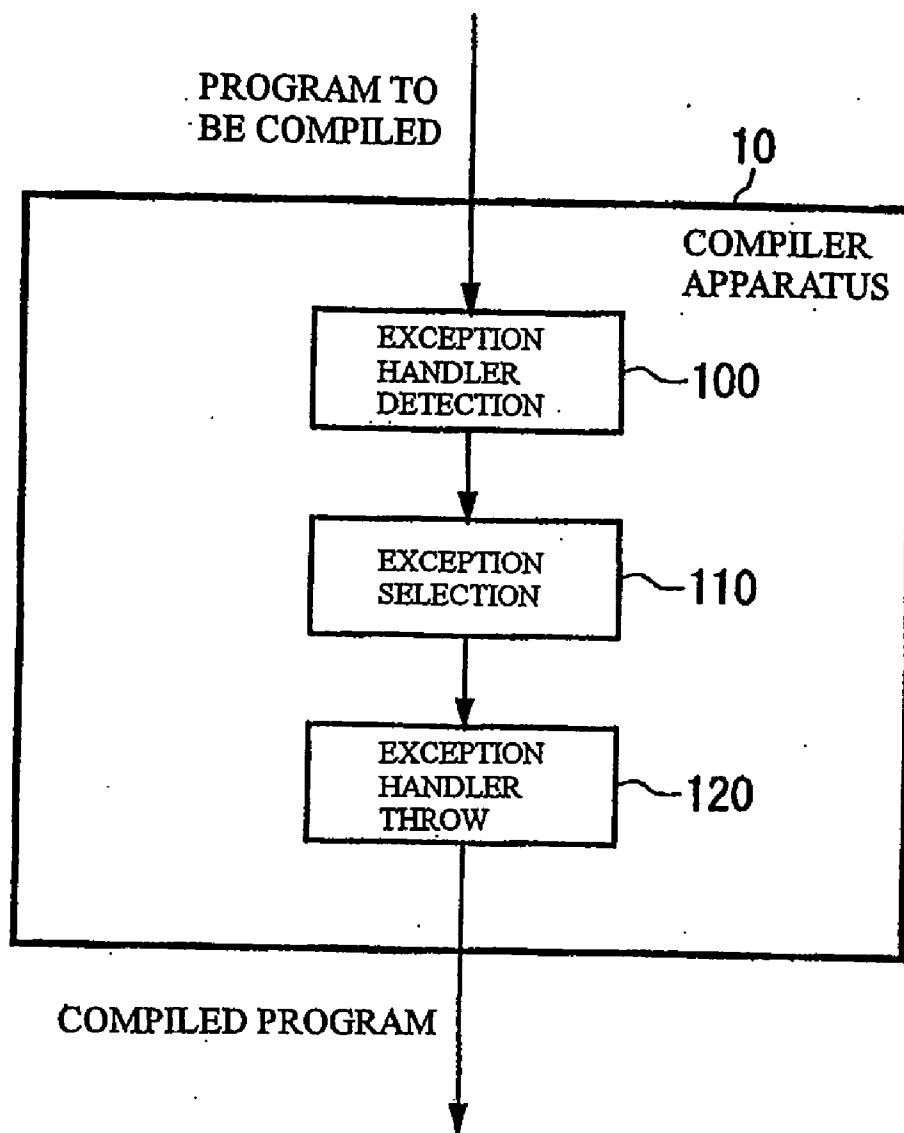 PROGRAM TO
BE COMPILED
10
COMPILER
APPARATUS
EXCEPTION
HANDLER
DETECTION
100
EXCEPTION
SELECTION
110
EXCEPTION
HANDLER
THROW
120
COMPILED PROGRAM